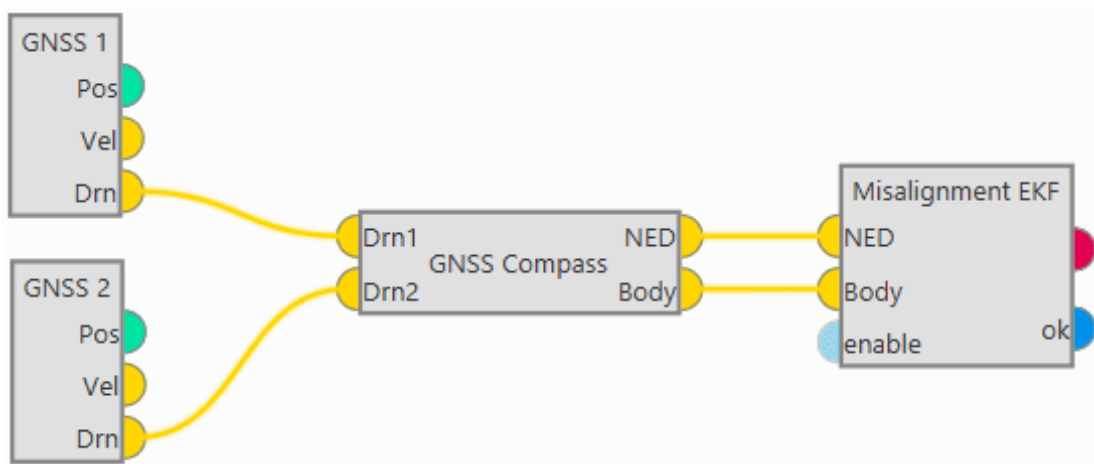 GNSS 1
Pos
Vel
Drn
GNSS 2
Pos
Vel
Drn
Drn1
NED
GNSS Compass
Drn2
Body
Misalignment EKF
NED
Body
ok
enable